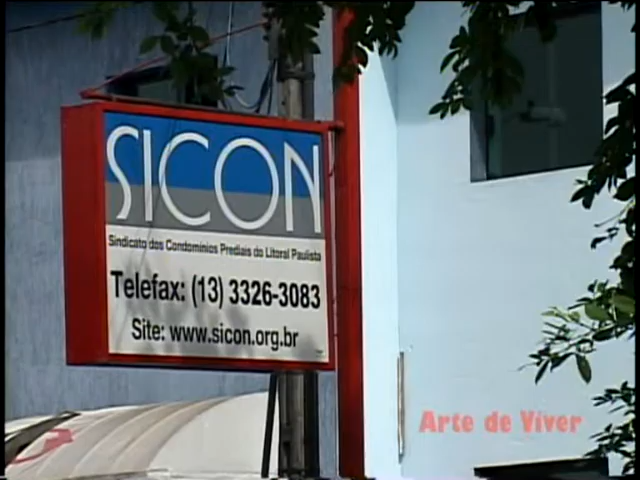 SICON
Sindicato dos Condomínios Prediais do Litoral Paulista
Telefax: (13) 3326-3083
Site: www.sicon.org.br
Arte de Viver